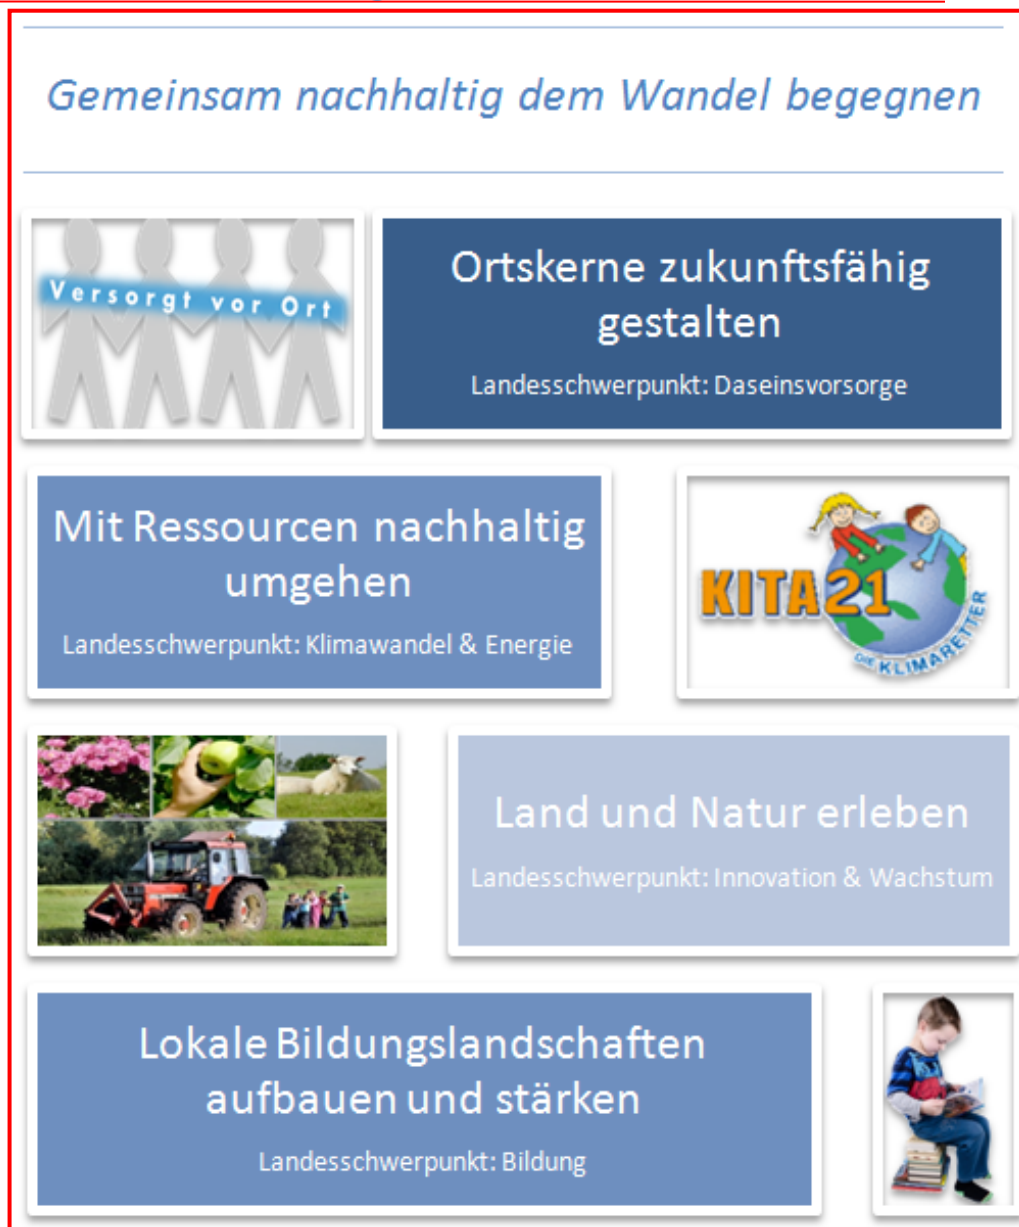 Gemeinsam nachhaltig dem Wandel begegnen
Versorgt vor Ort
Ortskerne zukunftsfähig
gestalten
Landesschwerpunkt: Daseinsvorsorge
Mit Ressourcen nachhaltig
umgehen
Landesschwerpunkt: Klimawandel & Energie
KITA21
DIE KLIMARETTER
Land und Natur erleben
Landesschwerpunkt: Innovation & Wachstum
Lokale Bildungslandschaften
aufbauen und stärken
Landesschwerpunkt: Bildung